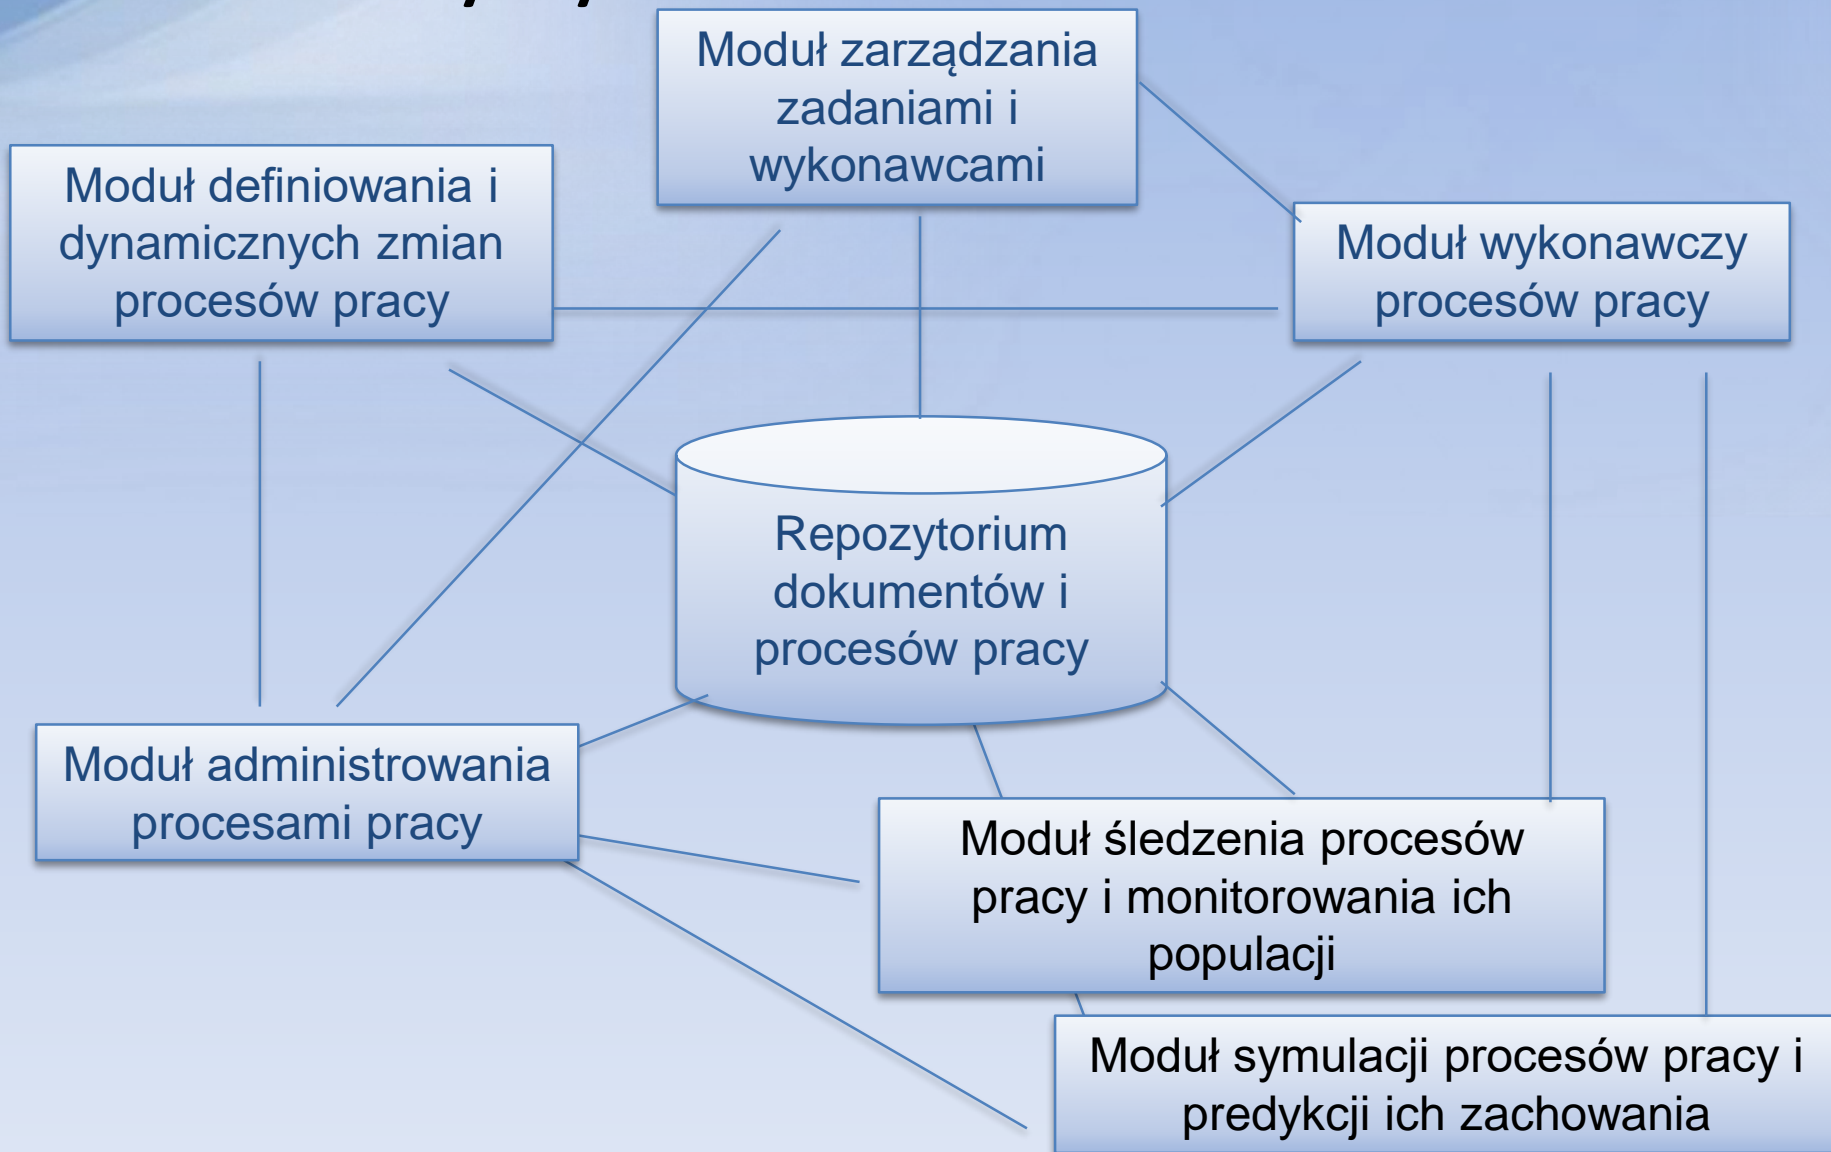 Moduł zarządzania
zadaniami i
wykonawcami
Moduł definiowania i
dynamicznych zmian
procesów pracy
Moduł wykonawczy
procesów pracy
Repozytorium
dokumentów i
procesów pracy
Moduł administrowania
procesami pracy
Moduł śledzenia procesów
pracy i monitorowania ich
populacji
Moduł symulacji procesów pracy i
predykcji ich zachowania